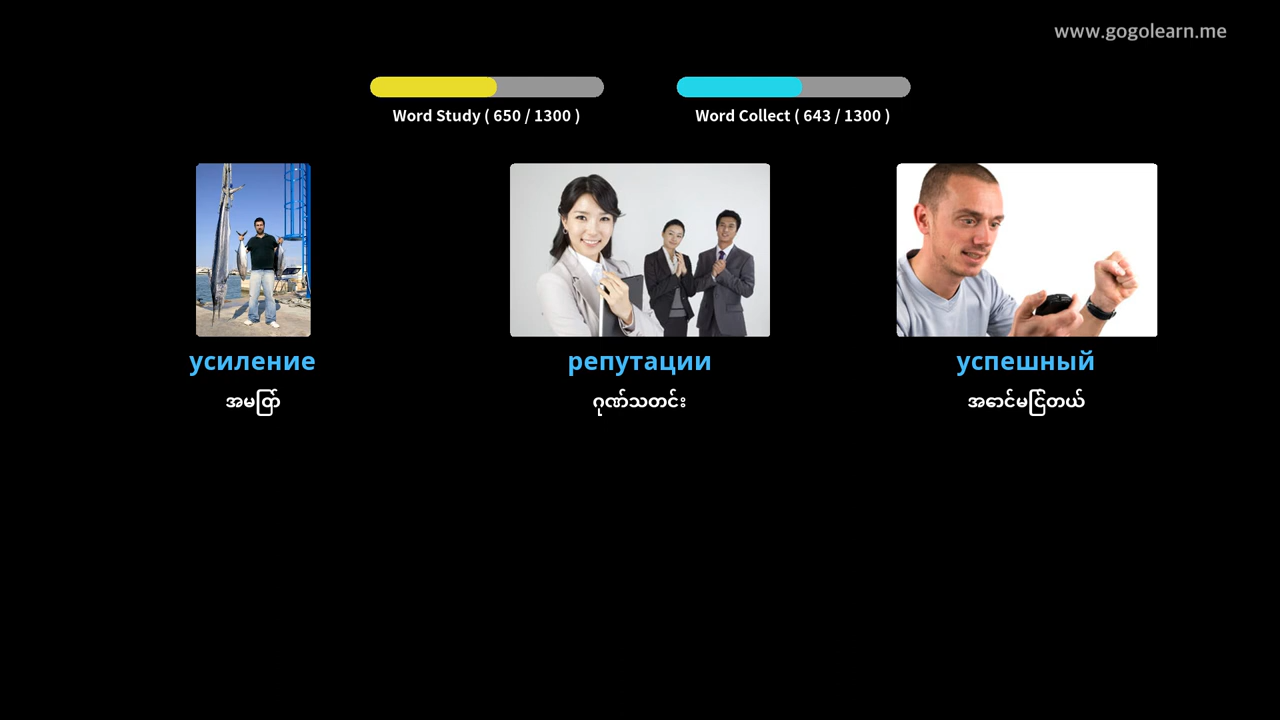 www.gogolearn.me
Word Study ( 650 / 1300 )
Word Collect ( 643 / 1300 )
усиление
репутации
успешный
အမတြာ်
ဂုဏ်သတင်း
အောင်မငြ်တယ်